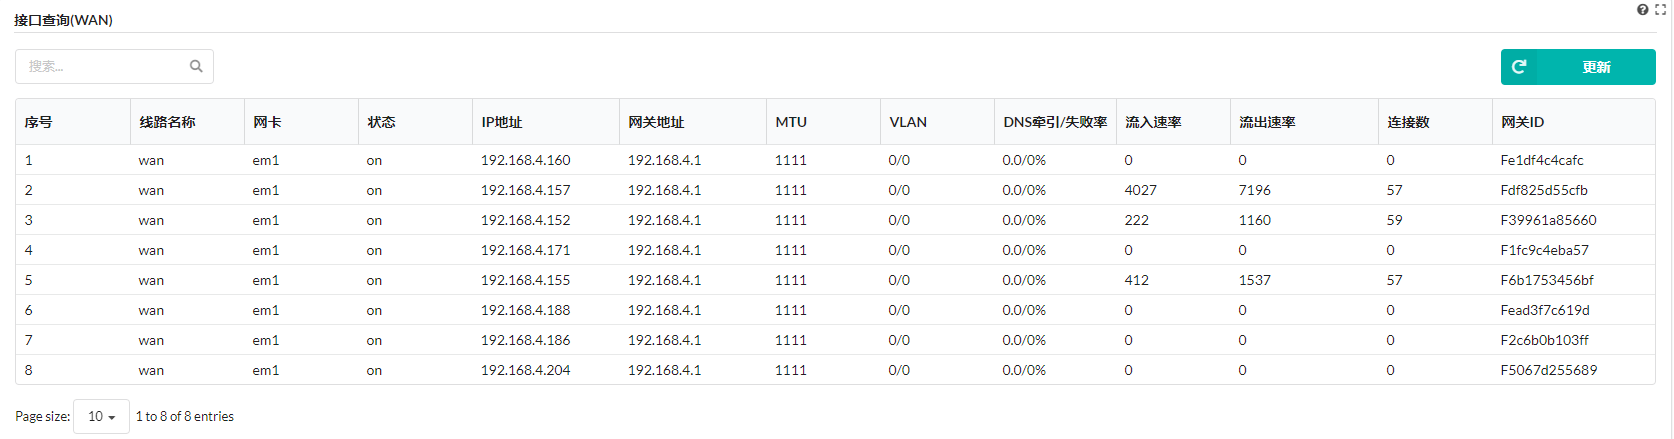 接口查询(WAN)
搜索...
更新
序号 线路名称 网卡 状态 IP地址 网关地址 MTU VLAN DNS牵引/失败率 流入速率 流出速率 连接数 网关ID
1 wan em1 on 192.168.4.160 192.168.4.1 1111 0/0 0.0/0% 0 0 0 Fe1df4c4cafc
2 wan em1 on 192.168.4.157 192.168.4.1 1111 0/0 0.0/0% 4027 7196 57 Fdf825d55cfb
3 wan em1 on 192.168.4.152 192.168.4.1 1111 0/0 0.0/0% 222 1160 59 F39961a85660
4 wan em1 on 192.168.4.171 192.168.4.1 1111 0/0 0.0/0% 0 0 0 F1fc9c4eba57
5 wan em1 on 192.168.4.155 192.168.4.1 1111 0/0 0.0/0% 412 1537 57 F6b1753456bf
6 wan em1 on 192.168.4.188 192.168.4.1 1111 0/0 0.0/0% 0 0 0 Fead3f7c619d
7 wan em1 on 192.168.4.186 192.168.4.1 1111 0/0 0.0/0% 0 0 0 F2c6b0b103ff
8 wan em1 on 192.168.4.204 192.168.4.1 1111 0/0 0.0/0% 0 0 0 F5067d255689
Page size: 10 1 to 8 of 8 entries